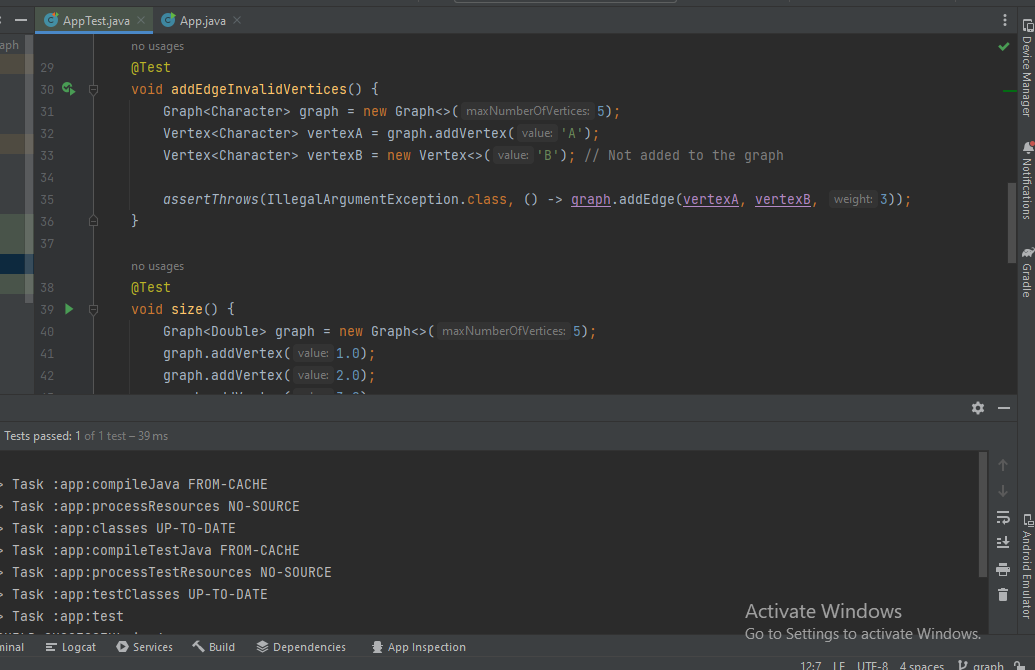 AppTest.java App.java
aph
no usages
29 @Test
30 void addEdgeInvalidVertices() {
31 Graph<Character> graph = new Graph<>( maxNumberOfVertices: 5);
32 Vertex<Character> vertexA = graph.addVertex( value: 'A');
33 Vertex<Character> vertexB = new Vertex<>( value: 'B'); // Not added to the graph
34
35 assertThrows(IllegalArgumentException.class, () -> graph.addEdge(vertexA, vertexB, weight: 3));
36 }
37
no usages
38 @Test
39 void size() {
40 Graph<Double> graph = new Graph<>( maxNumberOfVertices: 5);
41 graph.addVertex( value: 1.0);
42 graph.addVertex( value: 2.0);
Device Manager
Notifications
Gradle
Android Emulator
Tests passed: 1 of 1 test – 39 ms
> Task :app:compileJava FROM-CACHE
> Task :app:processResources NO-SOURCE
> Task :app:classes UP-TO-DATE
> Task :app:compileTestJava FROM-CACHE
> Task :app:processTestResources NO-SOURCE
> Task :app:testClasses UP-TO-DATE
> Task :app:test
Activate Windows
Go to Settings to activate Windows.
minal Logcat Services Build Dependencies App Inspection
12:7 LF UTF-8 4 spaces graph